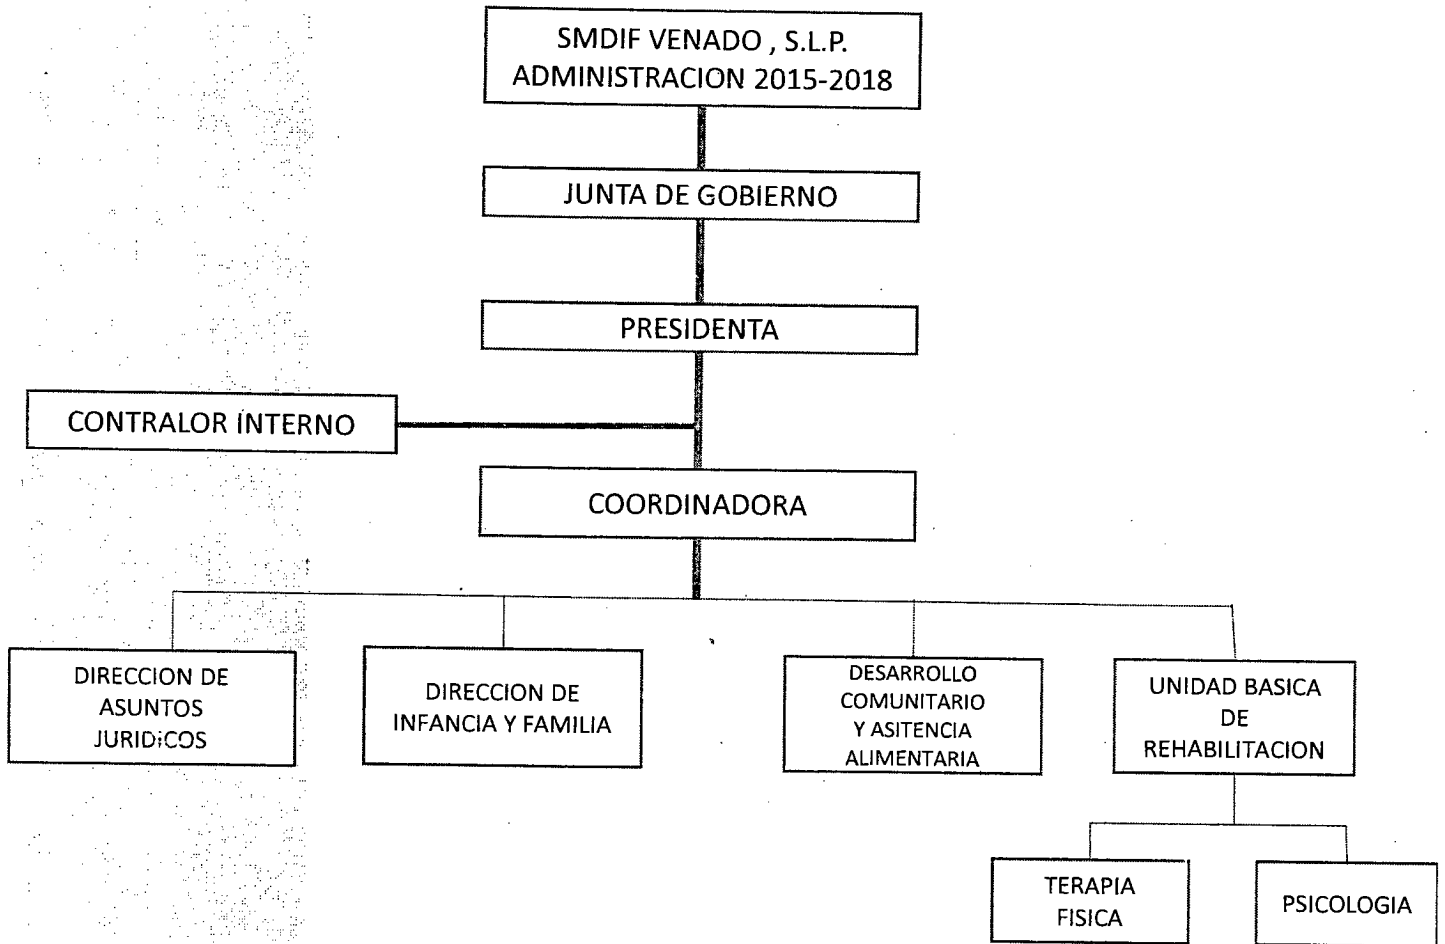 SMDIF VENADO , S.L.P.
ADMINISTRACION 2015-2018
JUNTA DE GOBIERNO
PRESIDENTA
CONTRALOR INTERNO
COORDINADORA
DIRECCION DE
ASUNTOS
JURIDICOS
DIRECCION DE
INFANCIA Y FAMILIA
DESARROLLO
COMUNITARIO
Y ASITENCIA
ALIMENTARIA
UNIDAD BASICA
DE
REHABILITACION
TERAPIA
FISICA
PSICOLOGIA